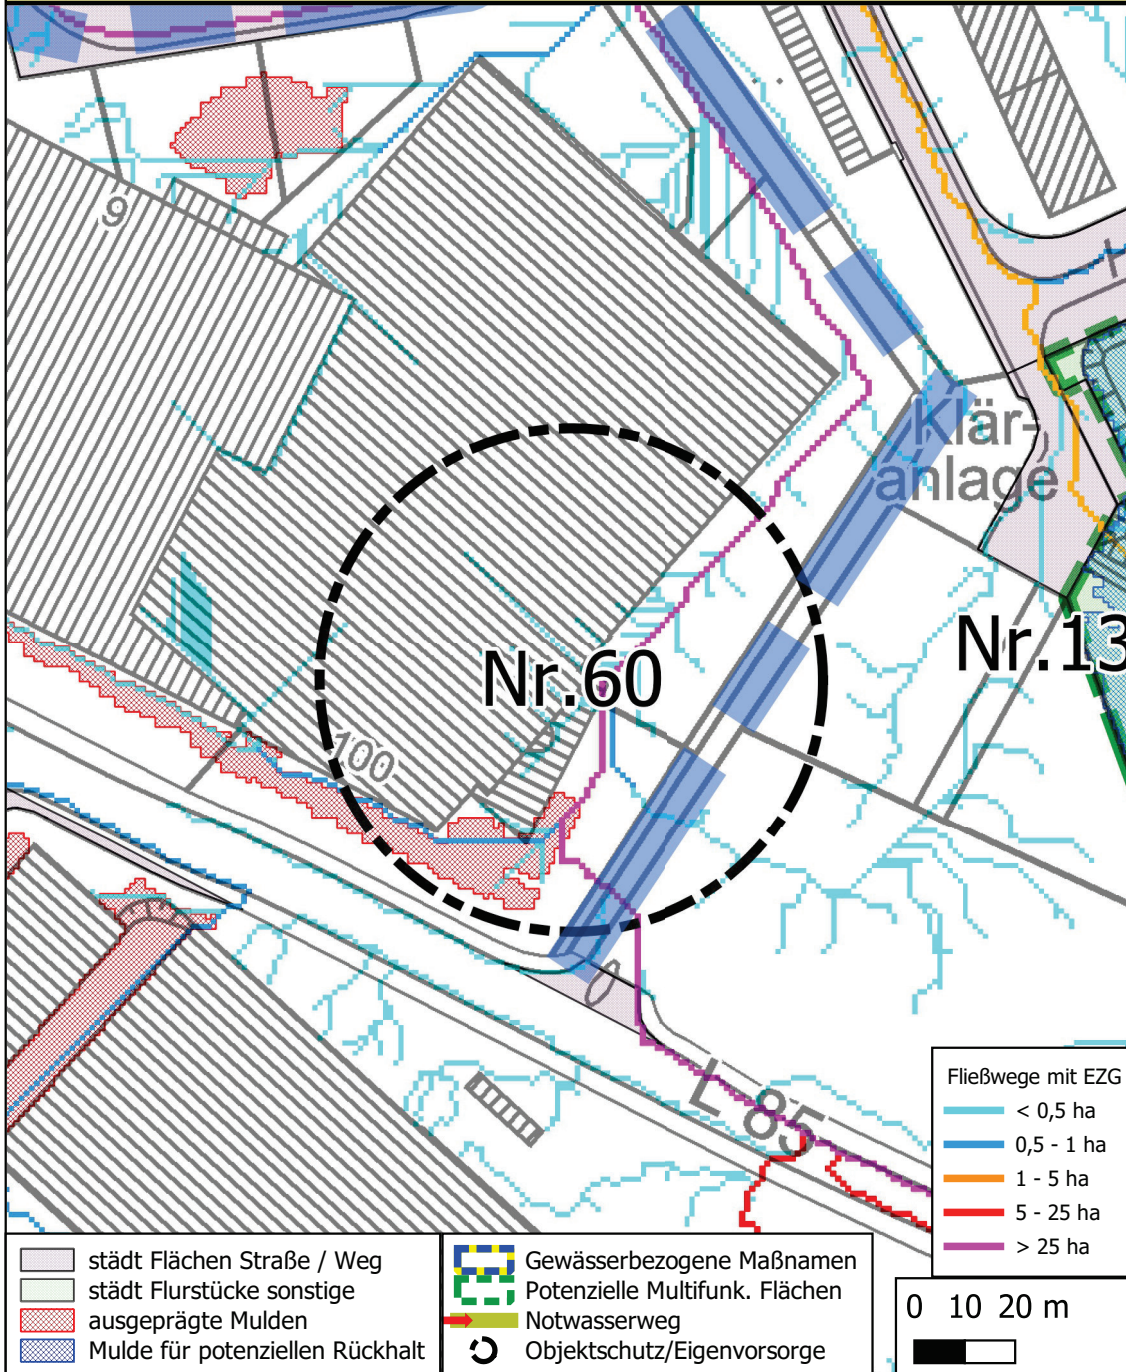 9
Klär-
anlage
Nr.13
Nr.60
100
L 85
Fließwege mit EZG
< 0,5 ha
0,5 - 1 ha
1 - 5 ha
5 - 25 ha
> 25 ha
städt Flächen Straße / Weg
städt Flurstücke sonstige
ausgeprägte Mulden
Mulde für potenziellen Rückhalt
Gewässerbezogene Maßnamen
Potenzielle Multifunk. Flächen
Notwasserweg
Objektschutz/Eigenvorsorge
0 10 20 m